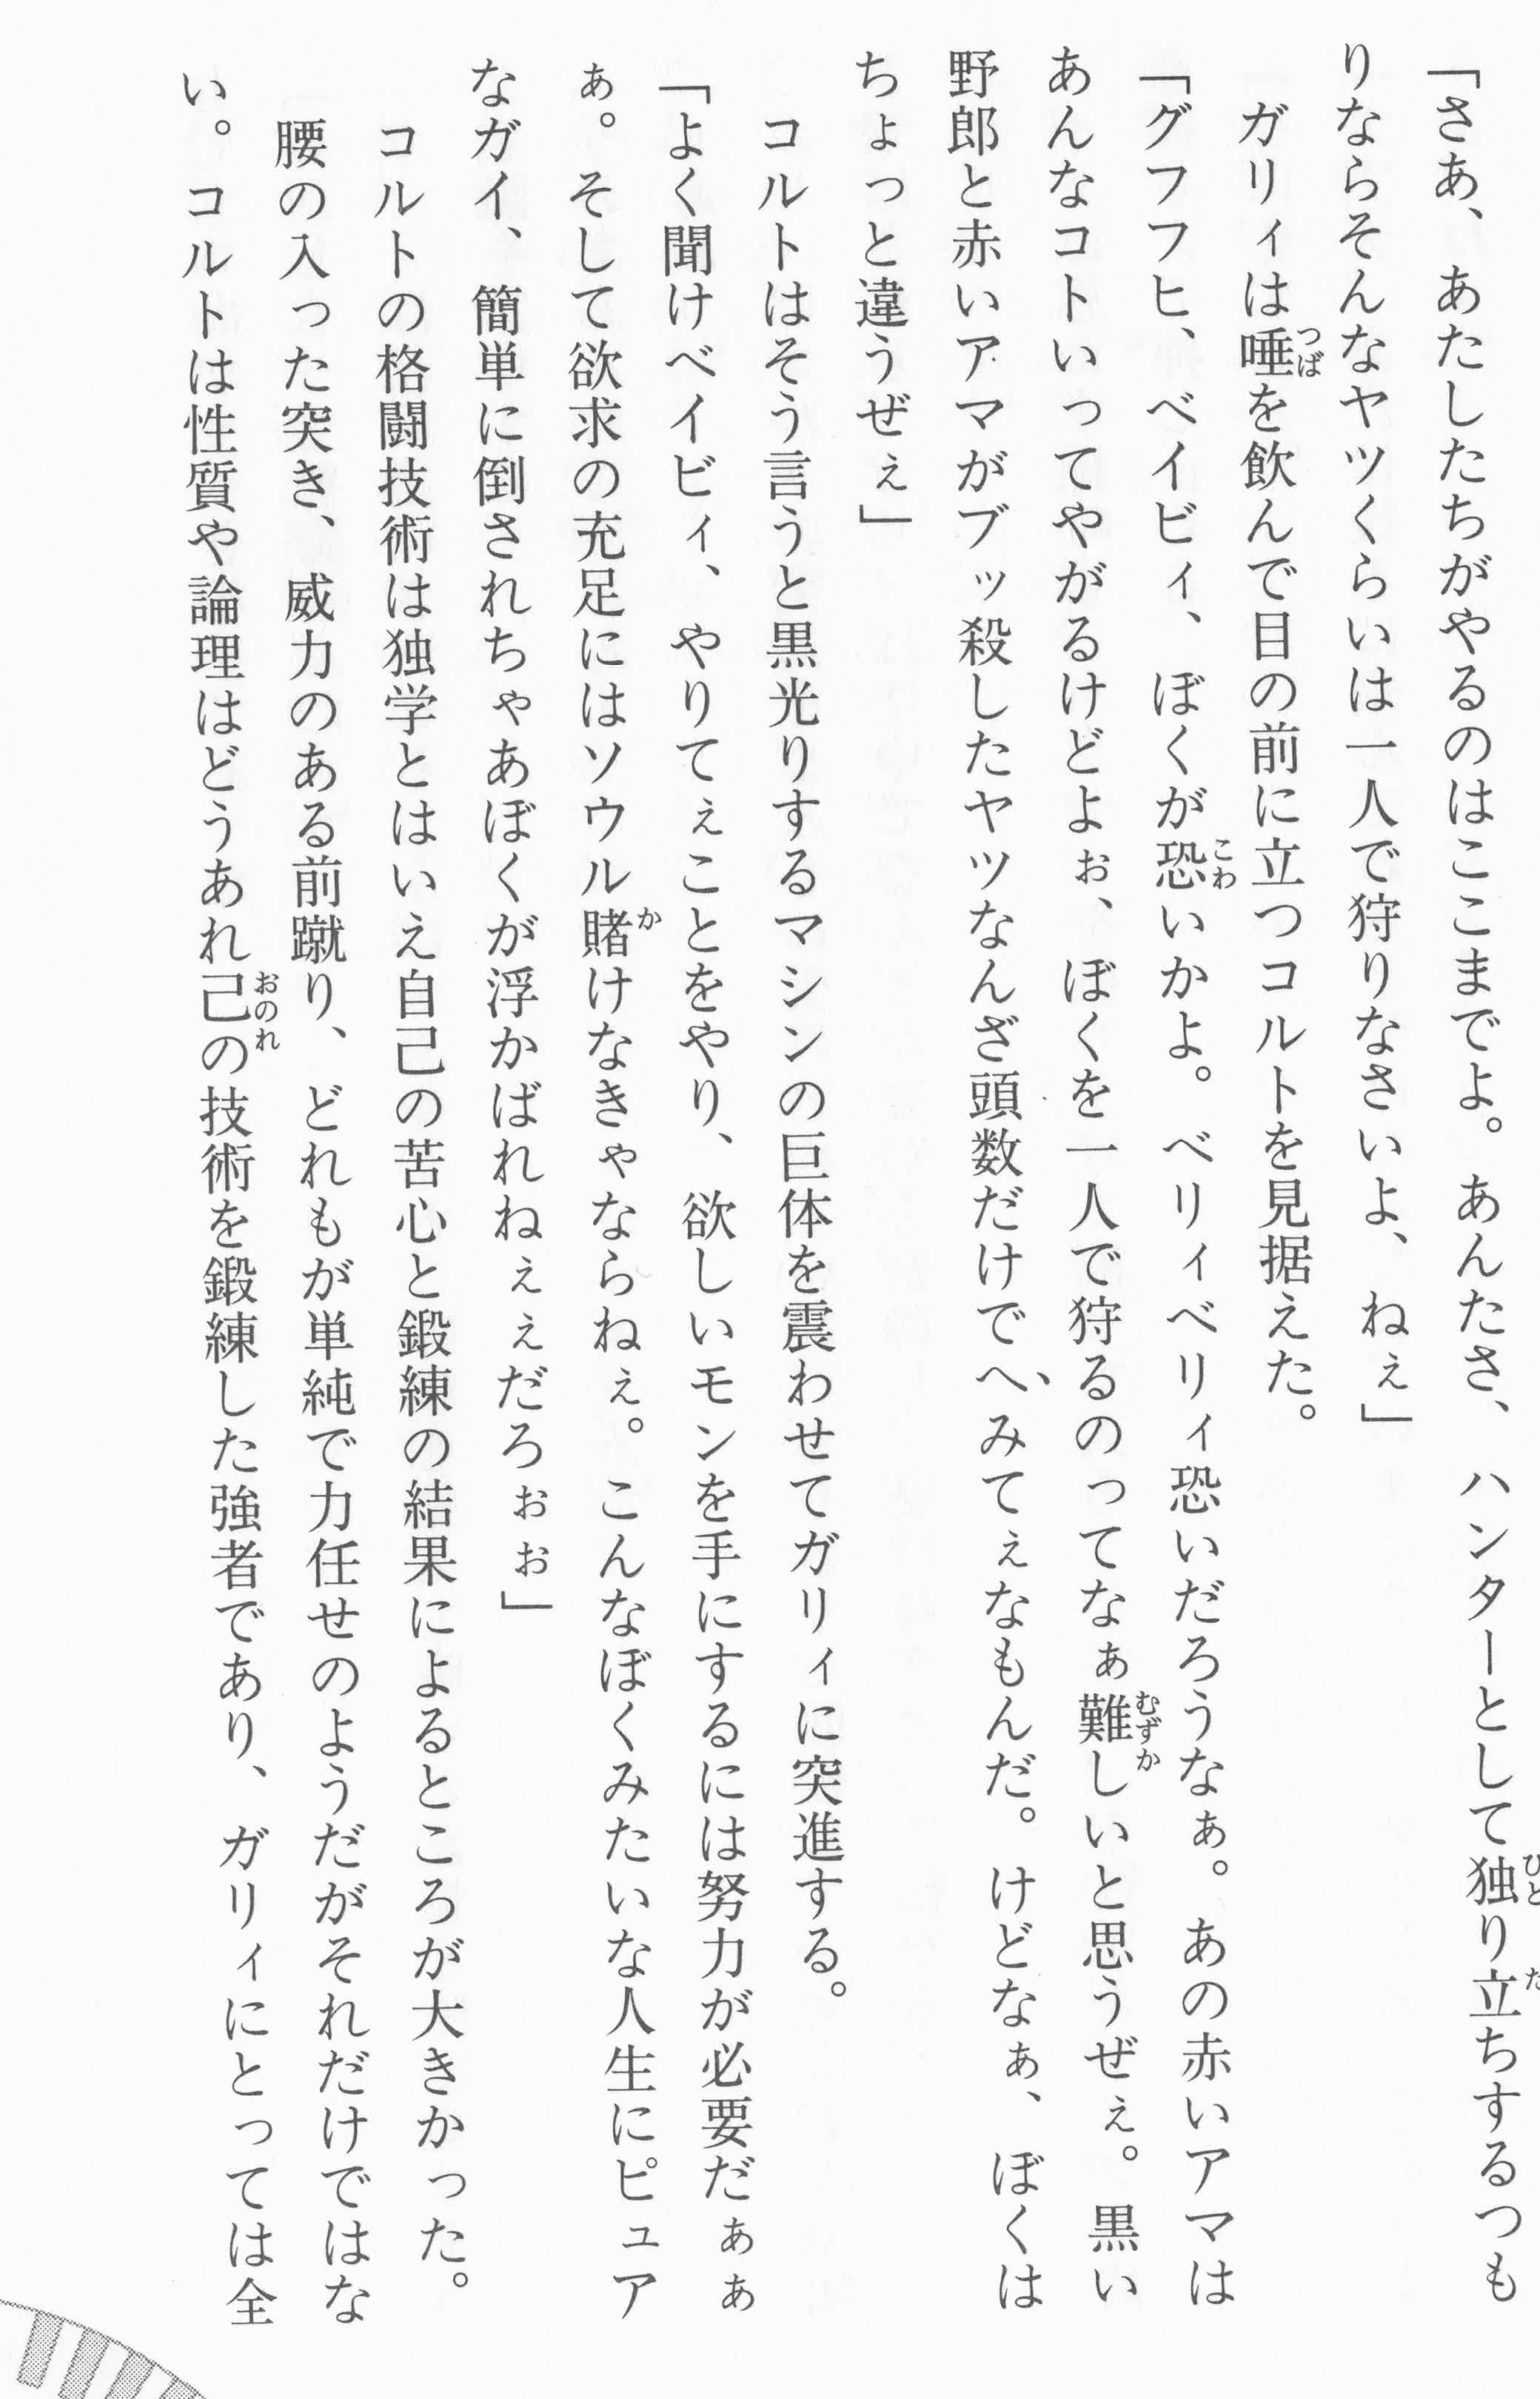 「さあ、あたしたちがやるのはここまでよ。あんたさ、ハンターとして独り立ちするつも
りならそんなヤツくらいは一人で狩りなさいよ、ねぇ」
ガリィは唾を飲んで目の前に立つコルトを見据えた。
「グフフヒ、ベイビィ、ぼくが恐いかよ。ベリィベリィ恐いだろうなぁ。あの赤いアマは
あんなコトいってやがるけどよぉ、ぼくを一人で狩るのってなぁ難しいと思うぜぇ。黒い
野郎と赤いアマがブッ殺したヤツなんざ頭数だけでへみてぇなもんだ。けどなぁ、ぼくは
ちょっと違うぜぇ」
コルトはそう言うと黒光りするマシンの巨体を震わせてガリィに突進する。
「よく聞けベイビィ、やりてぇことをやり、欲しいモンを手にするには努力が必要だぁぁ
ぁ。そして欲求の充足にはソウル賭けなきゃならねぇ。こんなぼくみたいな人生にピュア
なガイ、簡単に倒されちゃあぼくが浮かばれねぇぇだろぉぉ」
コルトの格闘技術は独学とはいえ自己の苦心と鍛練の結果によるところが大きかった。
腰の入った突き、威力のある前蹴り、どれもが単純で力任せのようだがそれだけではな
い。コルトは性質や論理はどうあれ己の技術を鍛練した強者であり、ガリィにとっては全